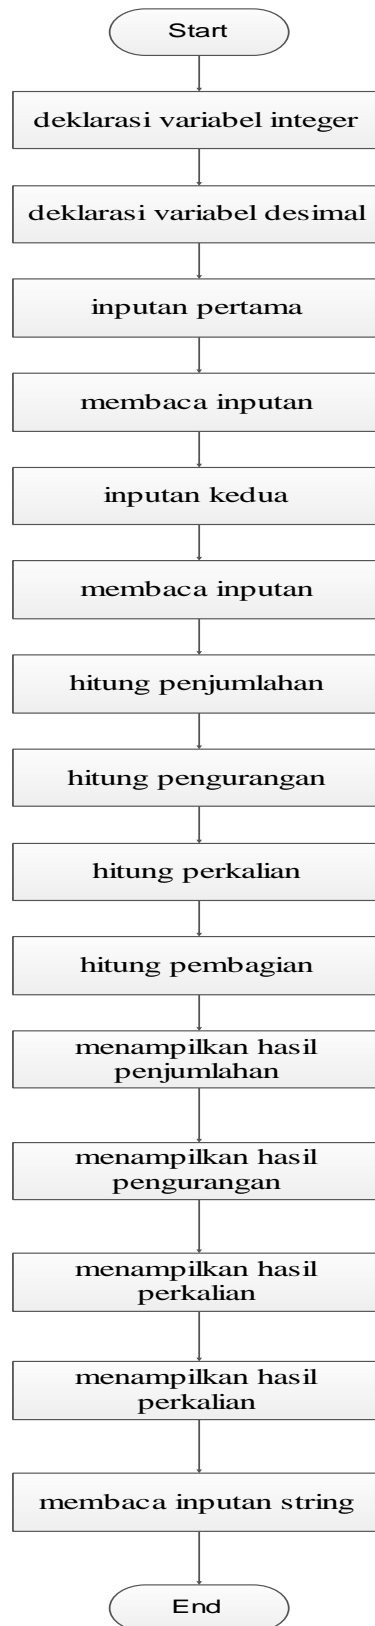 Start
deklarasi variabel integer
deklarasi variabel desimal
inputan pertama
membaca inputan
inputan kedua
membaca inputan
hitung penjumlahan
hitung pengurangan
hitung perkalian
hitung pembagian
menampilkan hasil
penjumlahan
menampilkan hasil
pengurangan
menampilkan hasil
perkalian
menampilkan hasil
perkalian
membaca inputan string
End